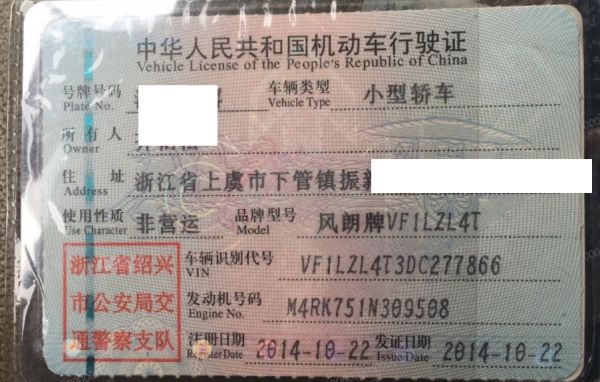 中华人民共和国机动车行驶证
Vehicle License of the People's Republic of China
号牌号码 车辆类型 小型轿车
Plate No. Vehicle Type
所有人
Owner
住址 浙江省上虞市下管镇振新
Address
使用性质 非营运 品牌型号 风朗牌VF1LZL4T
Use Character Model
浙江省绍兴 车辆识别代号 VF1LZL4T3DC277866
VIN
市公安局交 发动机号码 M4RK751N309508
Engine No.
通警察支队 注册日期 2014-10-22 发证日期 2014-10-22
Register Date Issue Date